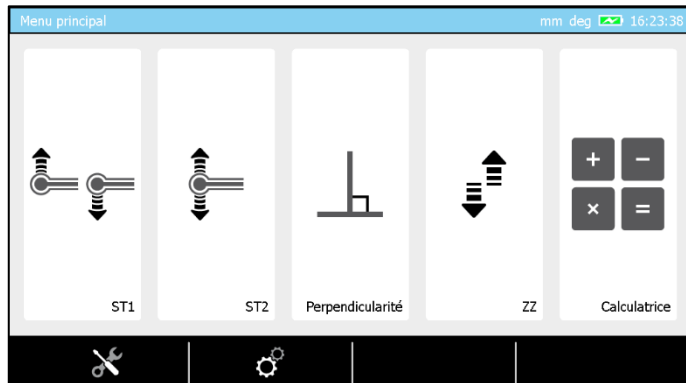 Menu principal
mm deg 16:23:38
ST1
ST2
Perpendicularité
ZZ
Calculatrice